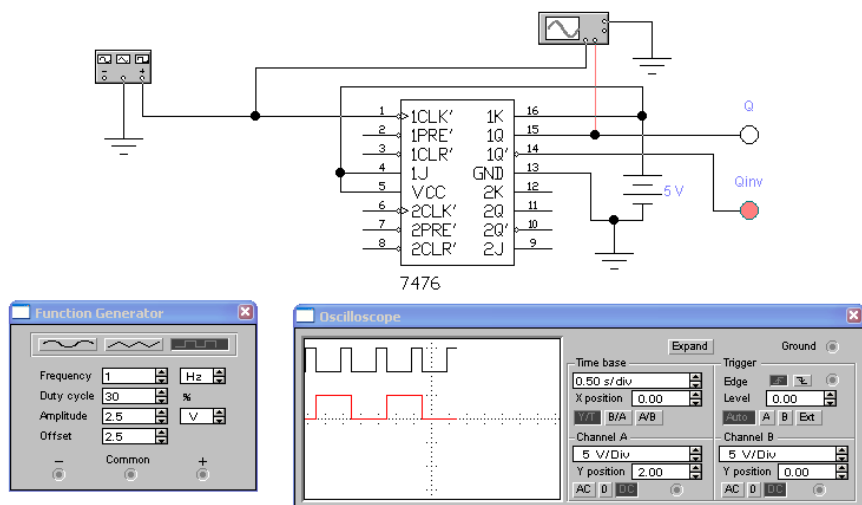 Q
1 1CLK' 1K 16
2 1PRE' 1Q 15
3 1CLR' 1Q' 14
4 1J GND 13
5 VCC 2K 12
6 2CLK' 2Q 11
7 2PRE' 2Q' 10
8 2CLR' 2J 9
7476
5 V
Qinv
- +
Function Generator
Frequency 1 Hz
Duty cycle 30 %
Amplitude 2.5 V
Offset 2.5
- Common +
Oscilloscope
Expand Ground
Time base
0.50 s/div
X position 0.00
Y/T B/A A/B
Trigger
Edge
Level 0.00
Auto A B Ext
Channel A
5 V/Div
Y position 2.00
AC 0 DC
Channel B
5 V/Div
Y position 0.00
AC 0 DC